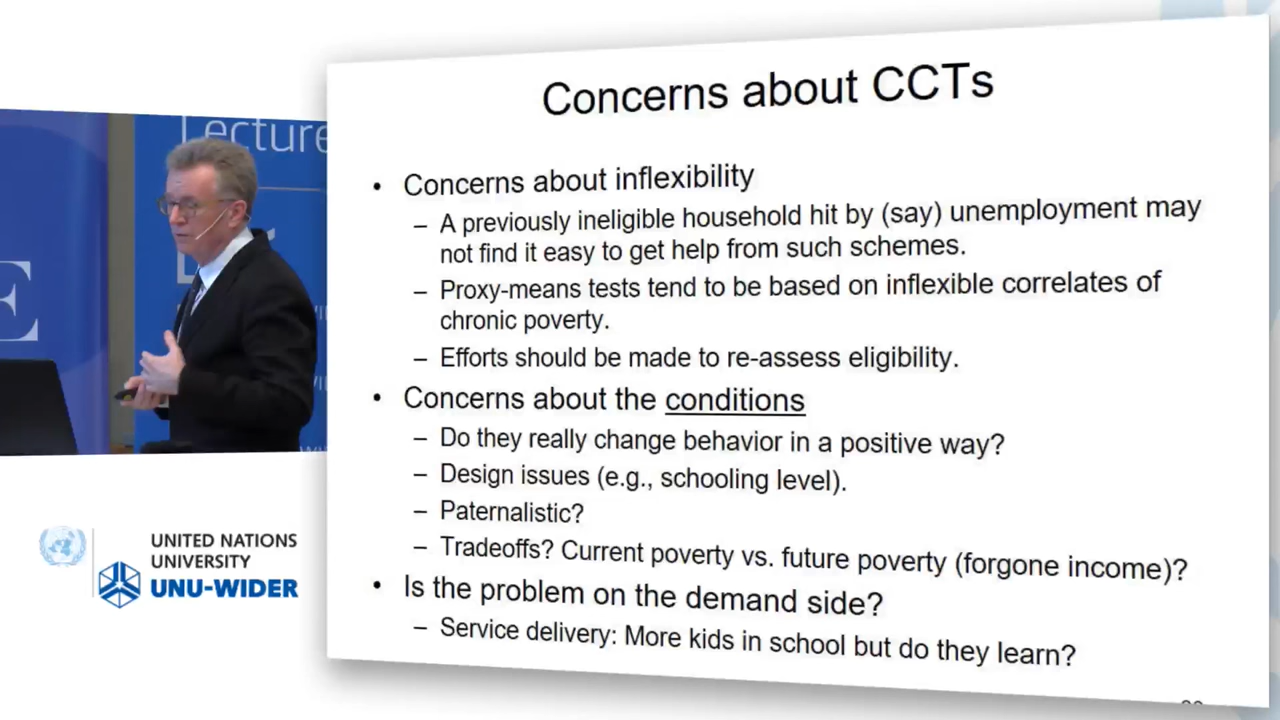 Concerns about CCTs
• Concerns about inflexibility
– A previously ineligible household hit by (say) unemployment may
not find it easy to get help from such schemes.
– Proxy-means tests tend to be based on inflexible correlates of
chronic poverty.
– Efforts should be made to re-assess eligibility.
• Concerns about the conditions
– Do they really change behavior in a positive way?
– Design issues (e.g., schooling level).
– Paternalistic?
– Tradeoffs? Current poverty vs. future poverty (forgone income)?
• Is the problem on the demand side?
– Service delivery: More kids in school but do they learn?
Lecture
E
UNITED NATIONS
UNIVERSITY
UNU-WIDER